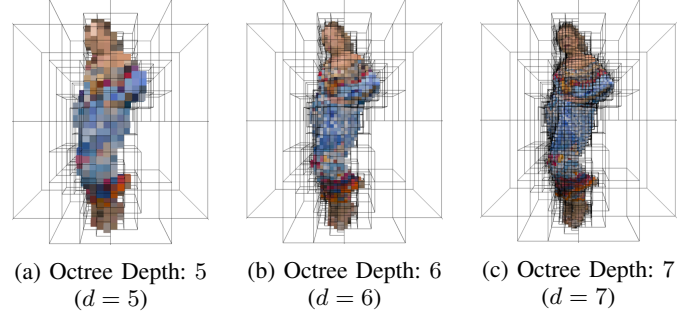 (a) Octree Depth: 5
(d = 5)
(b) Octree Depth: 6
(d = 6)
(c) Octree Depth: 7
(d = 7)